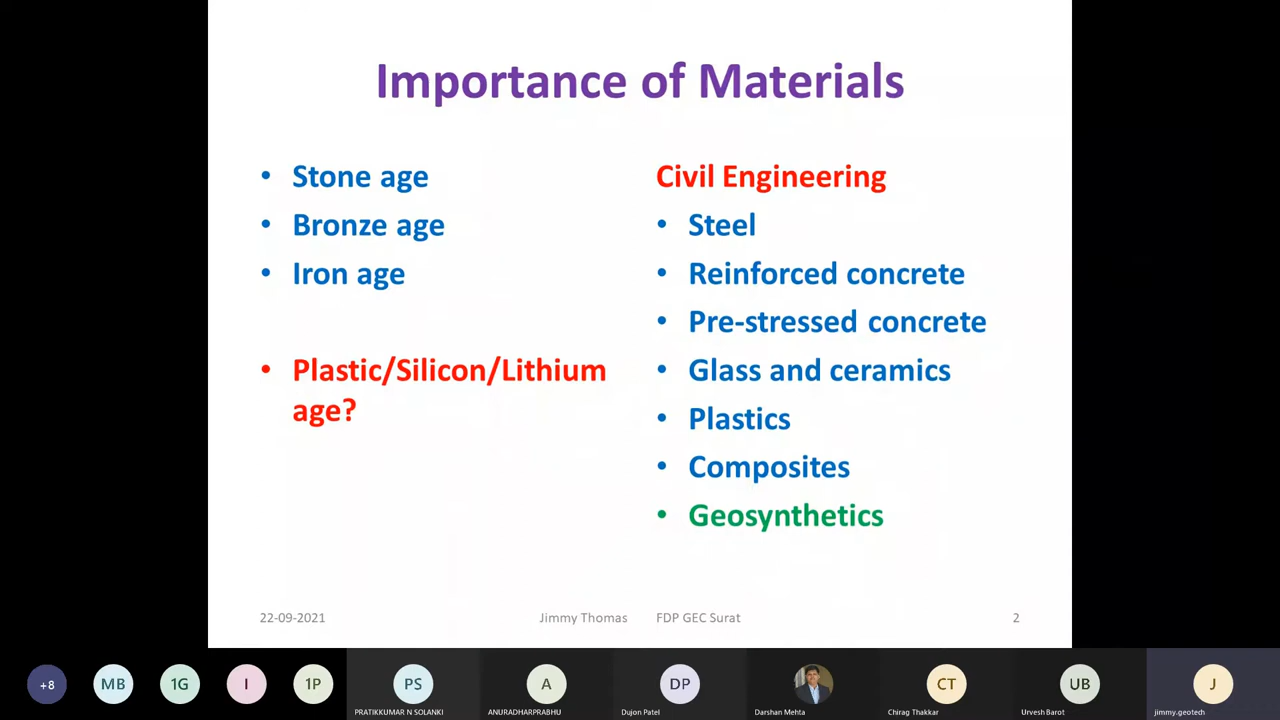 Importance of Materials
• Stone age
• Bronze age
• Iron age
• Plastic/Silicon/Lithium
age?
Civil Engineering
• Steel
• Reinforced concrete
• Pre-stressed concrete
• Glass and ceramics
• Plastics
• Composites
• Geosynthetics
22-09-2021
Jimmy Thomas FDP GEC Surat
2
+8
MB
1G
I
1P
PS
PRATIKKUMAR N SOLANKI
A
ANURADHARPRABHU
DP
Dujon Patel
Darshan Mehta
CT
Chirag Thakkar
UB
Urvesh Barot
J
jimmy.geotech